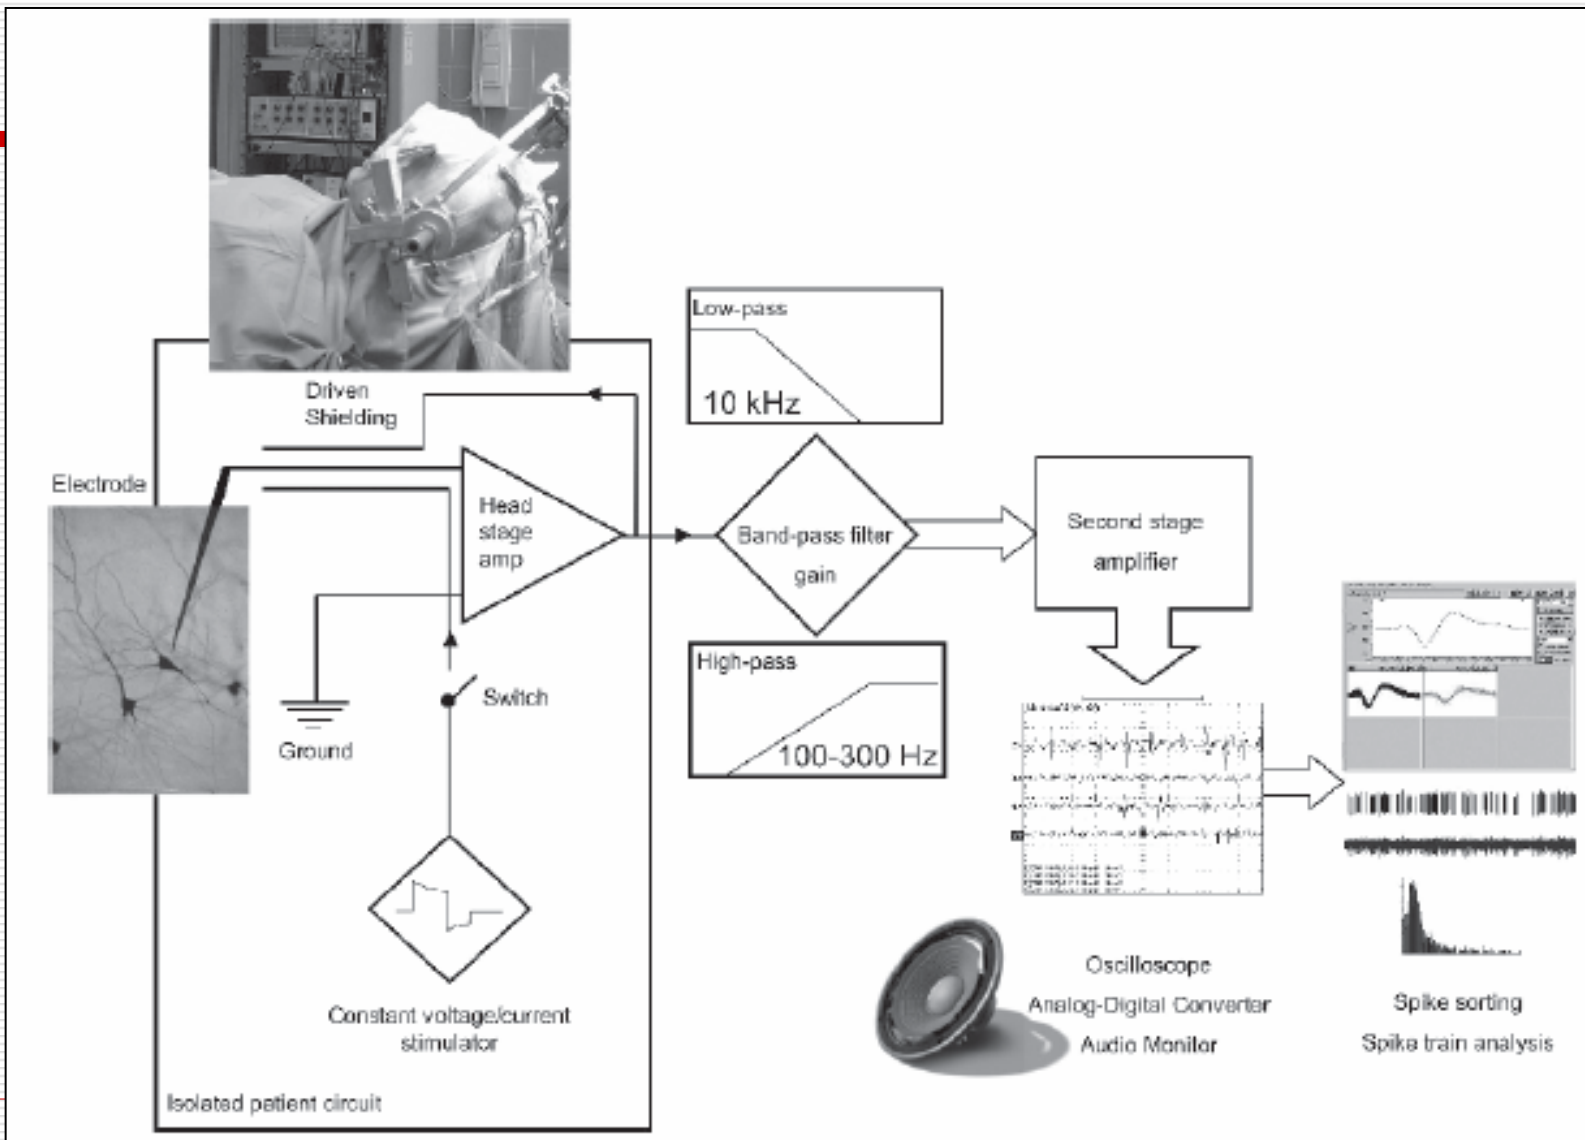 Low-pass
10 kHz
Driven
Shielding
Electrode
Head
stage
amp
Band-pass filter
gain
Second stage
amplifier
High-pass
100-300 Hz
Switch
Ground
Constant voltage/current
stimulator
Oscilloscope
Analog-Digital Converter
Audio Monitor
Spike sorting
Spike train analysis
Isolated patient circuit